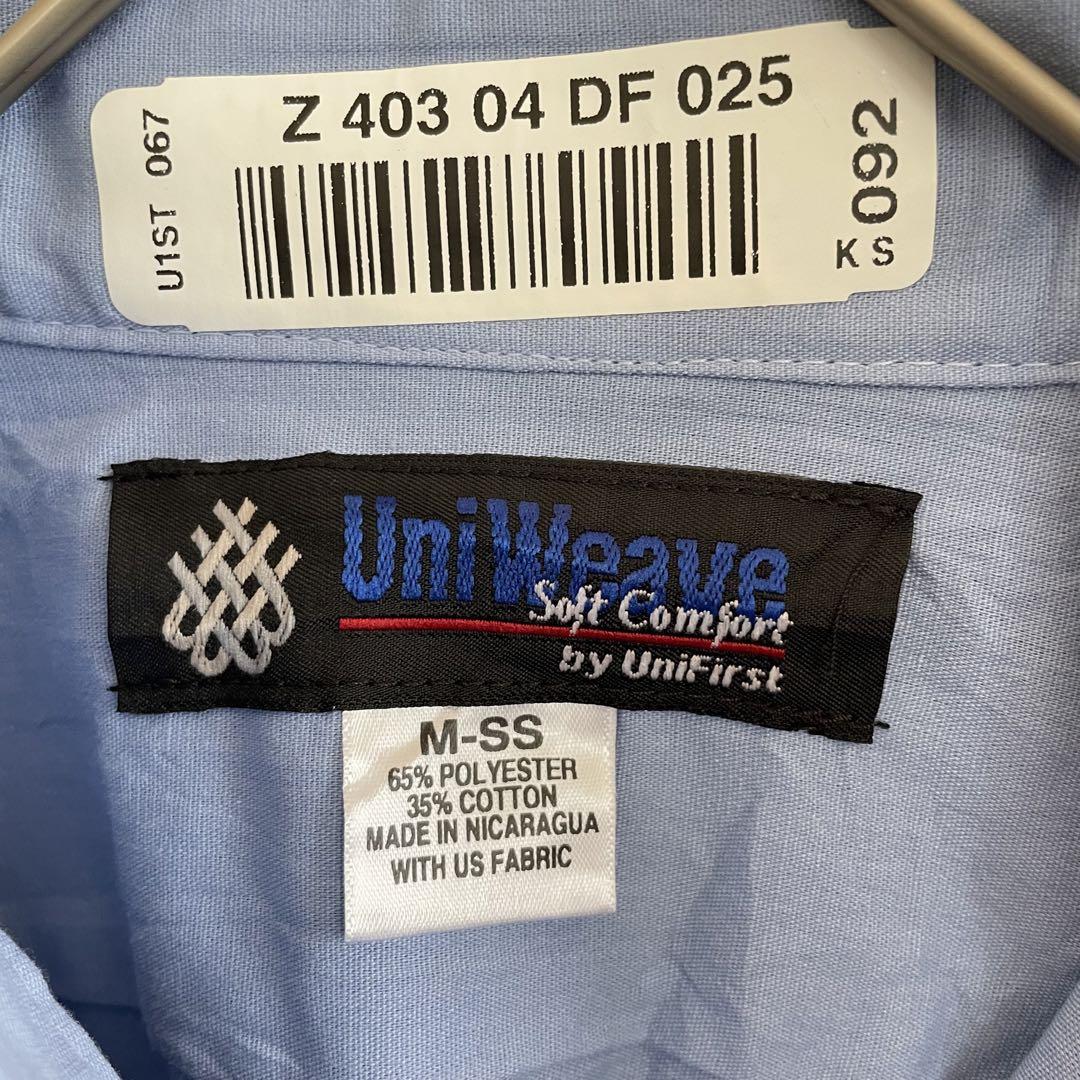 Z 403 04 DF 025
U1ST 067
092
K S
UniWeave
Soft Comfort
by UniFirst
M-SS
65% POLYESTER
35% COTTON
MADE IN NICARAGUA
WITH US FABRIC